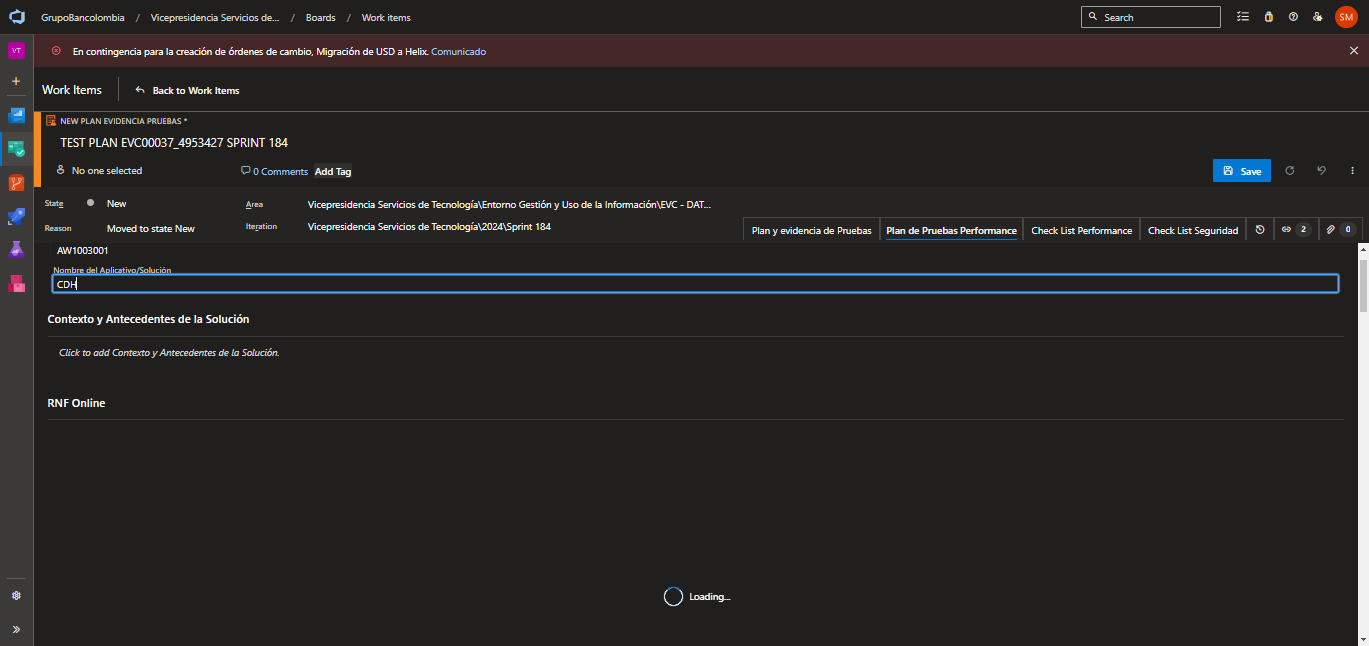 GrupoBancolombia / Vicepresidencia Servicios de... / Boards / Work items
Search
SM
VT
En contingencia para la creación de órdenes de cambio, Migración de USD a Helix. Comunicado
Work Items
Back to Work Items
NEW PLAN EVIDENCIA PRUEBAS *
TEST PLAN EVC00037_4953427 SPRINT 184
No one selected
0 Comments
Add Tag
Save
State
New
Area
Vicepresidencia Servicios de Tecnología\Entorno Gestión y Uso de la Información\EVC - DAT...
Reason
Moved to state New
Iteration
Vicepresidencia Servicios de Tecnología\2024\Sprint 184
Plan y evidencia de Pruebas
Plan de Pruebas Performance
Check List Performance
Check List Seguridad
2
0
AW1003001
Nombre del Aplicativo/Solución
CDH
Contexto y Antecedentes de la Solución
Click to add Contexto y Antecedentes de la Solución.
RNF Online
Loading...